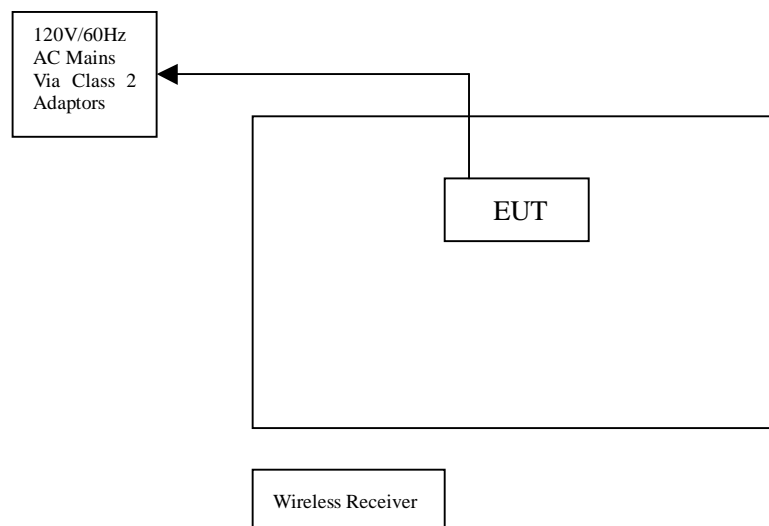 120V/60Hz
AC Mains
Via Class 2
Adaptors
EUT
Wireless Receiver